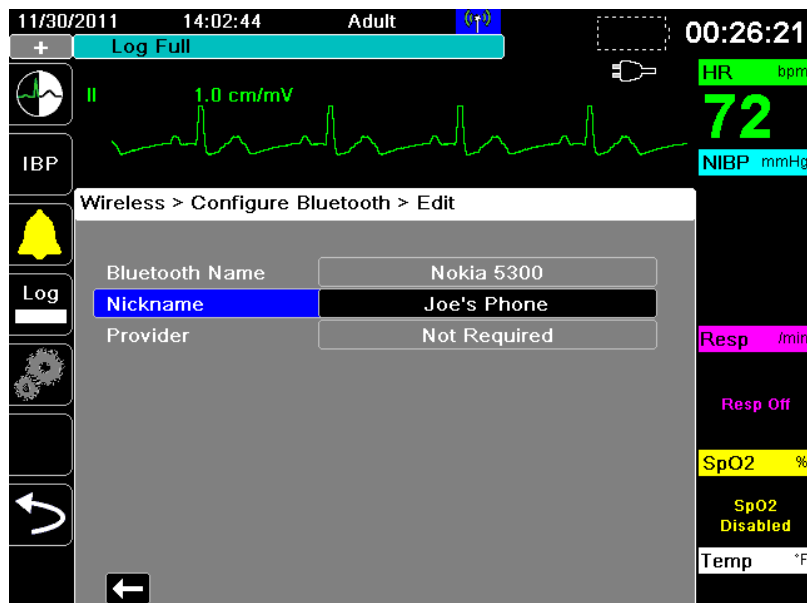 11/30/2011 14:02:44 Adult
00:26:21
+ Log Full
HR bpm
II 1.0 cm/mV
72
IBP
NIBP mmHg
Wireless > Configure Bluetooth > Edit
Bluetooth Name Nokia 5300
Log
Nickname Joe's Phone
Provider Not Required
Resp /min
Resp Off
SpO2 %
SpO2
Disabled
Temp °F